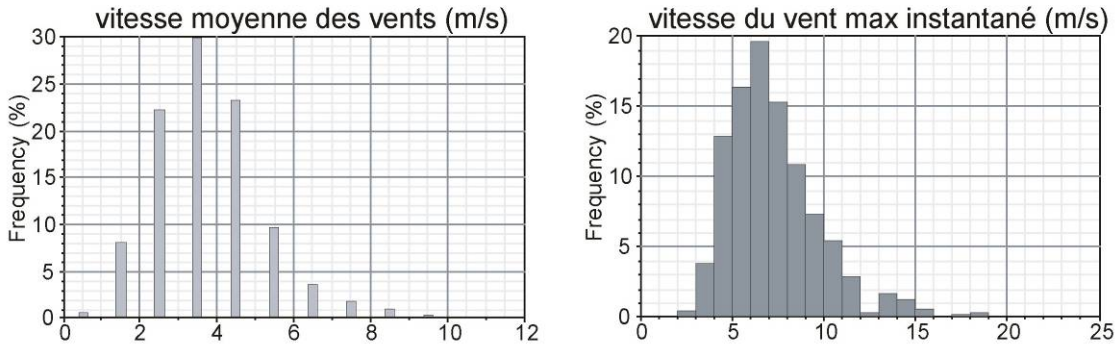 vitesse moyenne des vents (m/s)
Frequency (%)
30
25
20
15
10
5
0
0 2 4 6 8 10 12
vitesse du vent max instantané (m/s)
Frequency (%)
20
15
10
5
0
0 5 10 15 20 25